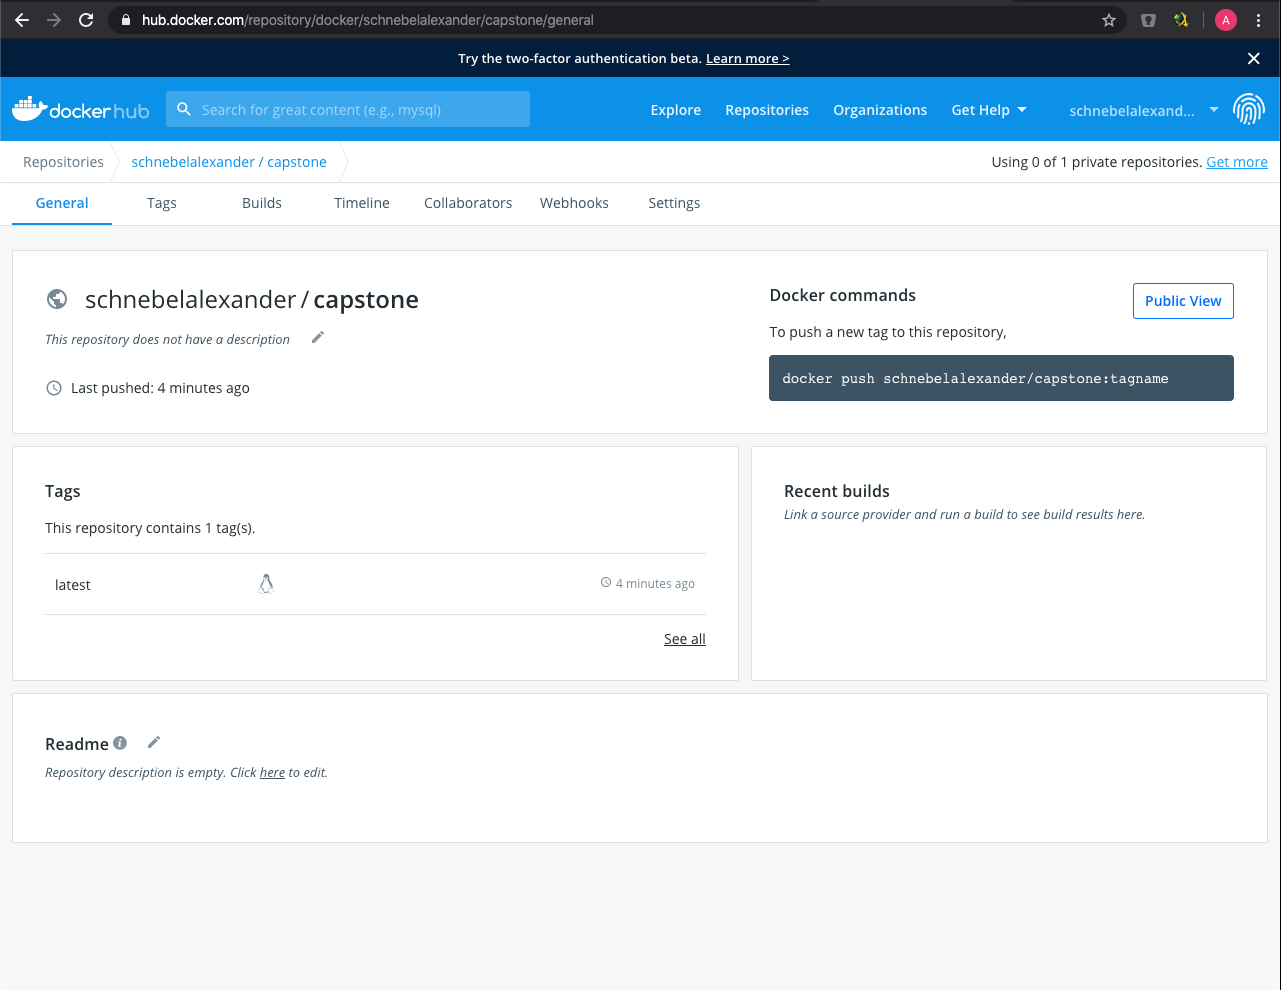 hub.docker.com/repository/docker/schnebelalexander/capstone/general
A
Try the two-factor authentication beta. Learn more >
dockerhub
Search for great content (e.g., mysql)
Explore Repositories Organizations Get Help schnebelalexand...
Repositories schnebelalexander / capstone Using 0 of 1 private repositories. Get more
General Tags Builds Timeline Collaborators Webhooks Settings
schnebelalexander / capstone
This repository does not have a description
Last pushed: 4 minutes ago
Docker commands
Public View
To push a new tag to this repository,
docker push schnebelalexander/capstone:tagname
Tags
This repository contains 1 tag(s).
latest 4 minutes ago
See all
Recent builds
Link a source provider and run a build to see build results here.
Readme
Repository description is empty. Click here to edit.